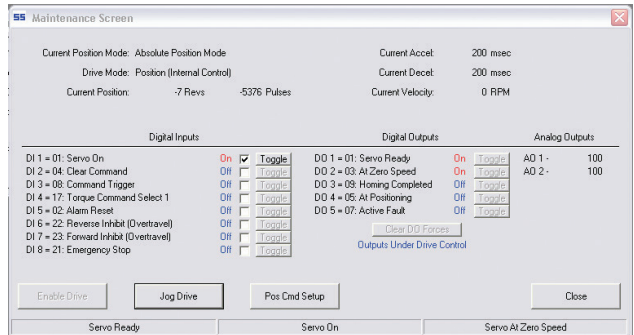 SS Maintenance Screen
Current Position Mode: Absolute Position Mode Current Accel: 200 msec
Drive Mode: Position (Internal Control) Current Decel: 200 msec
Current Position: -7 Revs -5376 Pulses Current Velocity: 0 RPM
Digital Inputs Digital Outputs Analog Outputs
DI 1 = 01: Servo On On Toggle DO 1 = 01: Servo Ready On Toggle AO 1 - 100
DI 2 = 04: Clear Command Off Toggle DO 2 = 03: At Zero Speed On Toggle AO 2 - 100
DI 3 = 08: Command Trigger Off Toggle DO 3 = 09: Homing Completed Off Toggle
DI 4 = 17: Torque Command Select 1 Off Toggle DO 4 = 05: At Positioning Off Toggle
DI 5 = 02: Alarm Reset Off Toggle DO 5 = 07: Active Fault Off Toggle
DI 6 = 22: Reverse Inhibit (Overtravel) Off Toggle Clear DO Forces
DI 7 = 23: Forward Inhibit (Overtravel) Off Toggle Outputs Under Drive Control
DI 8 = 21: Emergency Stop Off Toggle
Enable Drive Jog Drive Pos Cmd Setup Close
Servo Ready Servo On Servo At Zero Speed